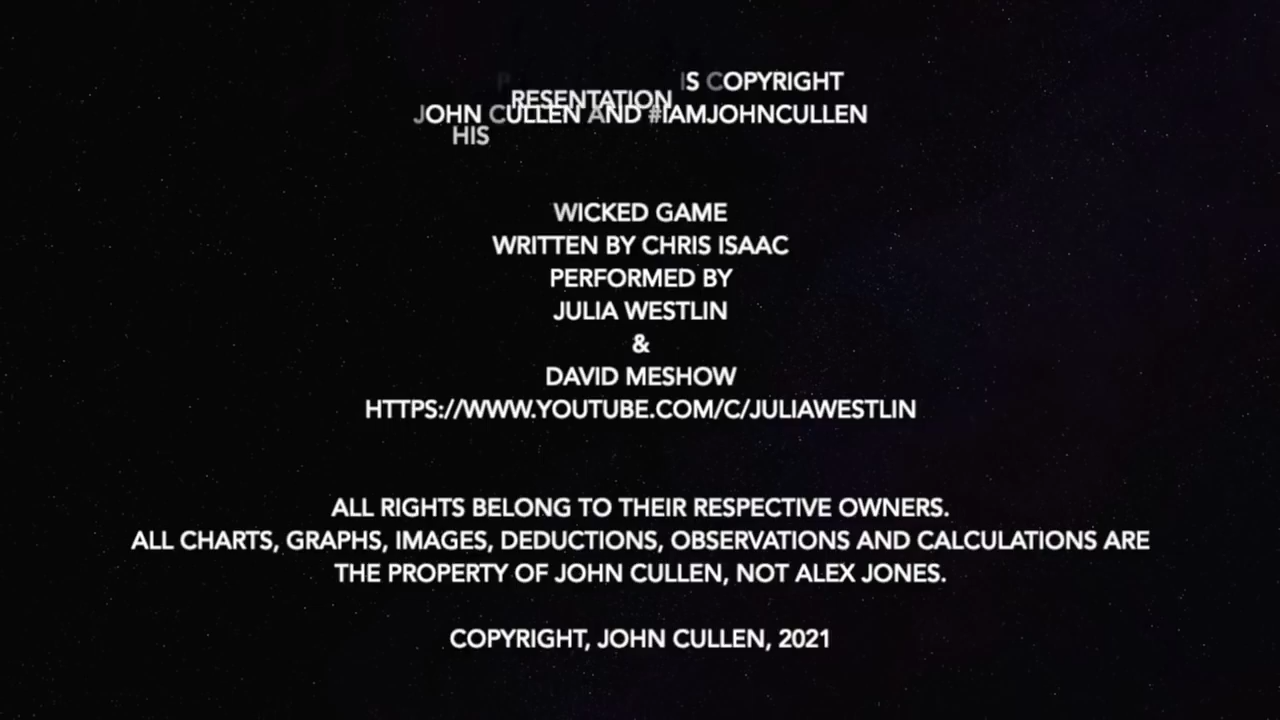 P IS COPYRIGHT
RESENTATION
JOHN CULLEN AND #IAMJOHNCULLEN
HIS
WICKED GAME
WRITTEN BY CHRIS ISAAC
PERFORMED BY
JULIA WESTLIN
&
DAVID MESHOW
HTTPS://WWW.YOUTUBE.COM/C/JULIAWESTLIN
ALL RIGHTS BELONG TO THEIR RESPECTIVE OWNERS.
ALL CHARTS, GRAPHS, IMAGES, DEDUCTIONS, OBSERVATIONS AND CALCULATIONS ARE
THE PROPERTY OF JOHN CULLEN, NOT ALEX JONES.
COPYRIGHT, JOHN CULLEN, 2021